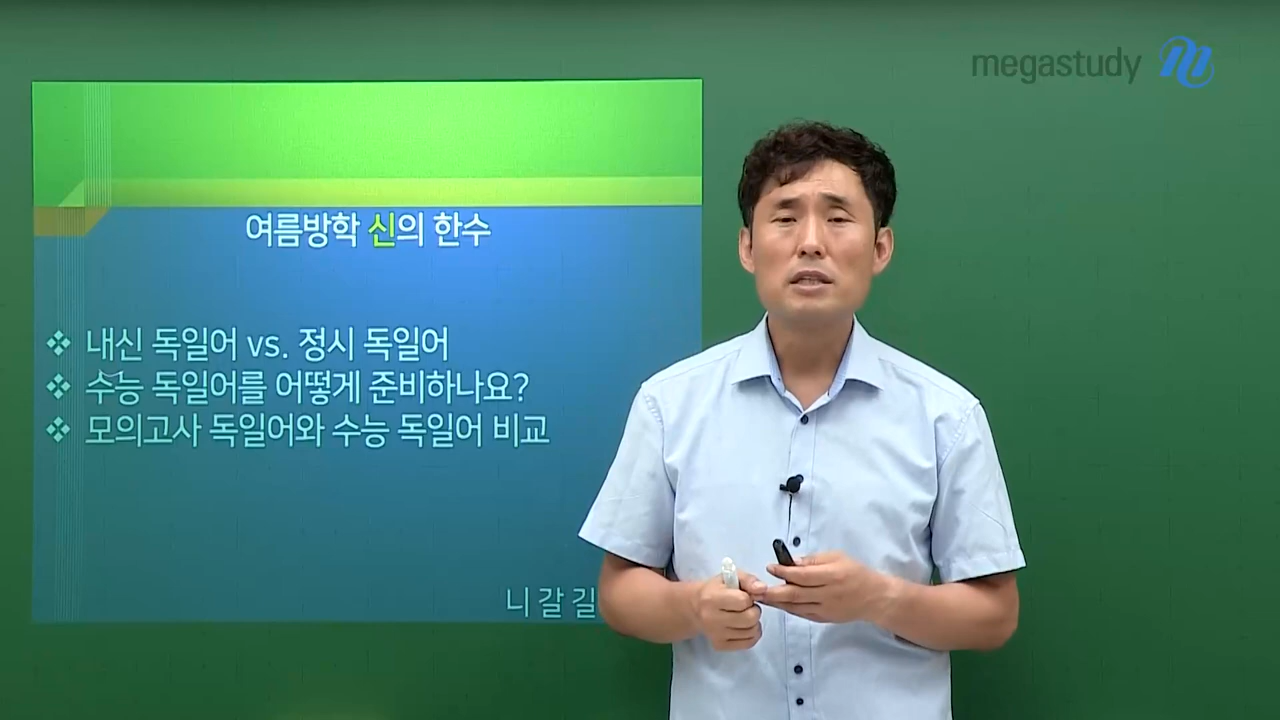 megastudy
여름방학 신의 한수
❖ 내신 독일어 vs. 정시 독일어
❖ 수능 독일어를 어떻게 준비하나요?
❖ 모의고사 독일어와 수능 독일어 비교
니 갈 길